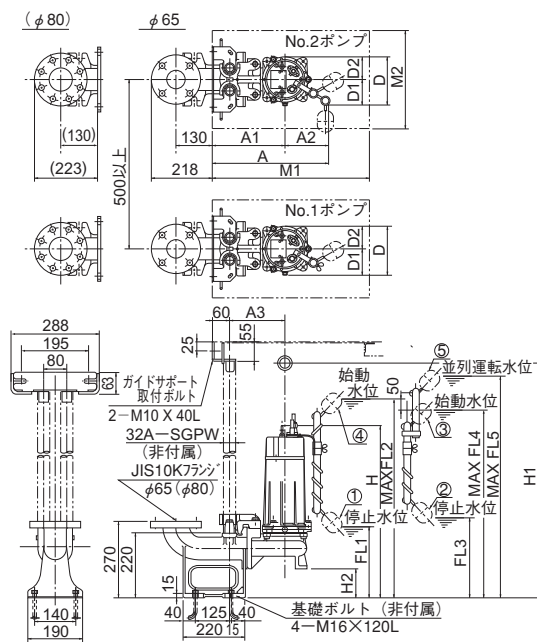 (φ80)
φ65
No.2ポンプ
D1
D2
D
M2
(130)
130
A1
A2
A
(223)
218
M1
500以上
No.1ポンプ
D1
D2
D
288
195
80
63
60
A3
25
55
ガイドサポート
取付ボルト
2-M10 X 40L
32A-SGPW
(非付属)
JIS10Kフランジ
φ65(φ80)
始動
水位
④
50
⑤
並列運転水位
始動水位
③
①
停止水位
②
停止水位
H
MAXFL2
MAX FL4
MAX FL5
H1
FL1
FL3
H2
270
220
15
140
190
40
125
40
220
15
基礎ボルト(非付属)
4-M16×120L